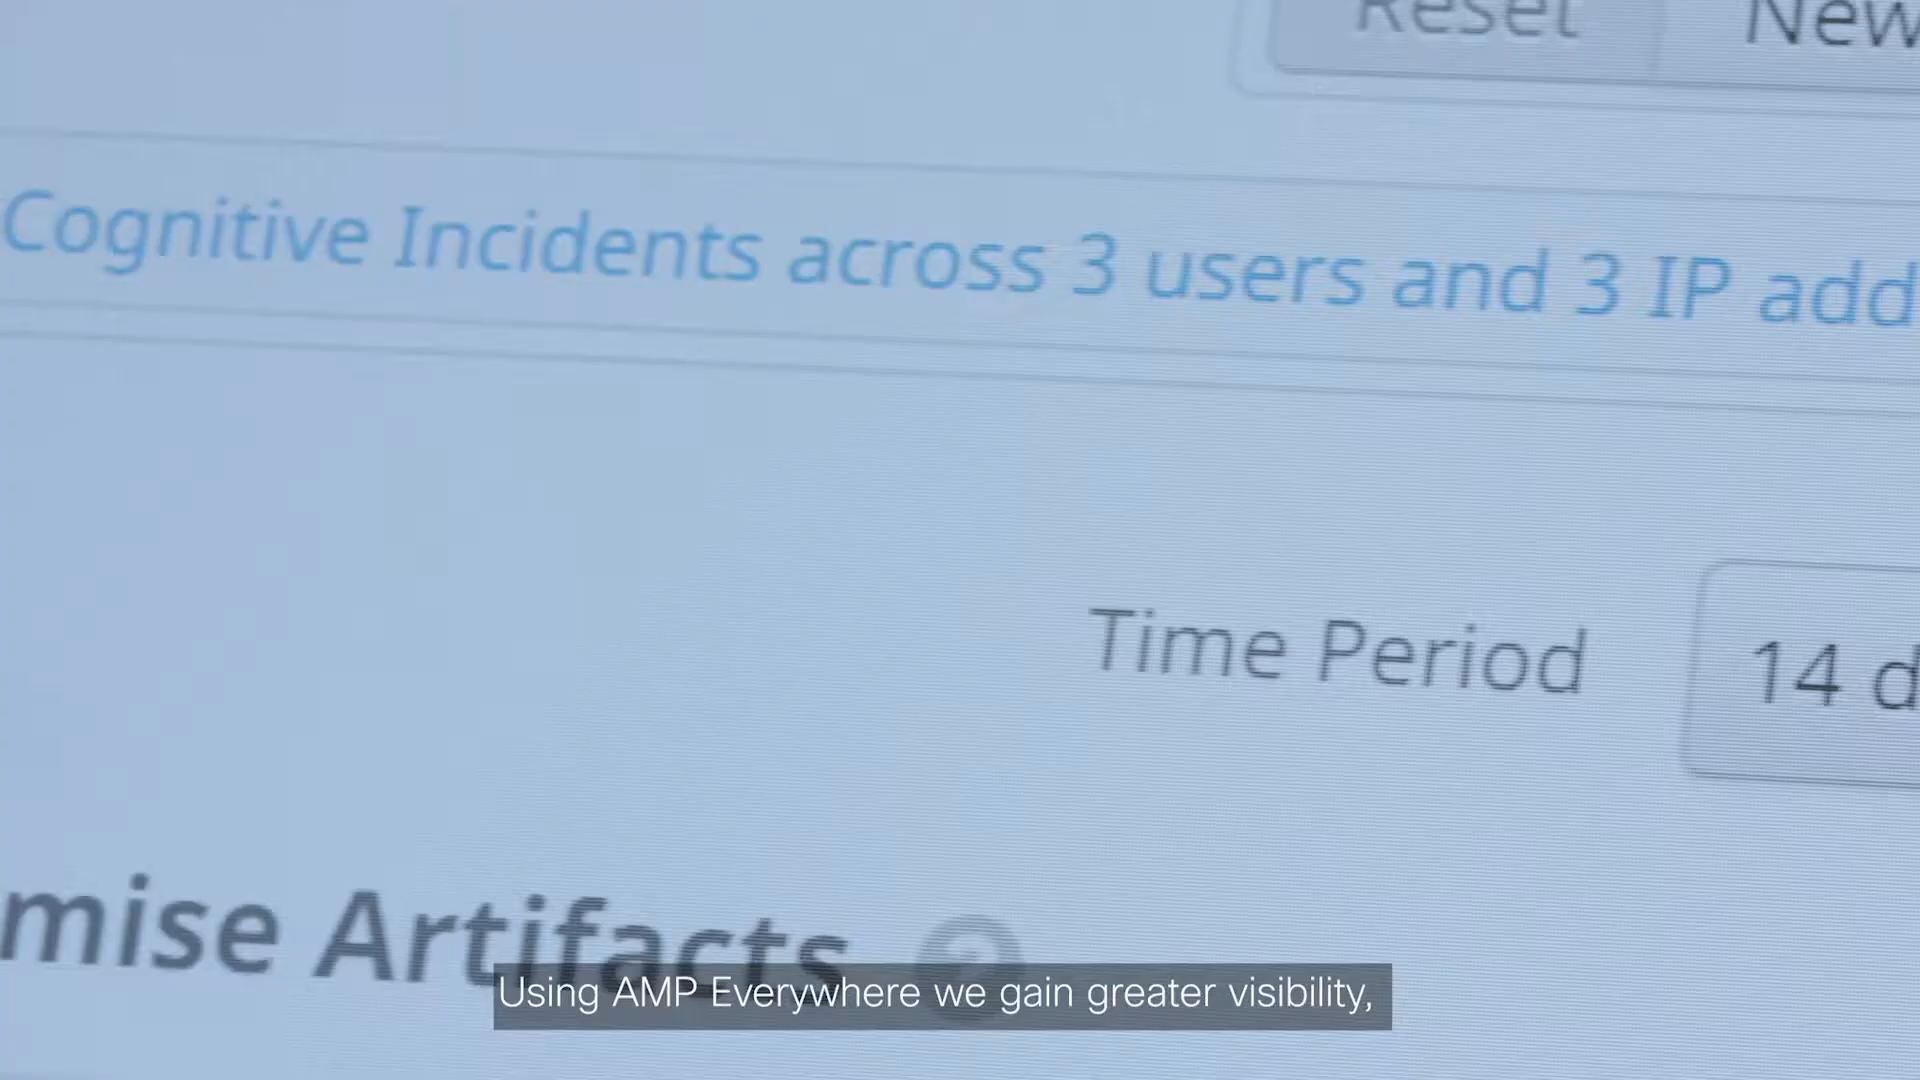 Reset New
Cognitive Incidents across 3 users and 3 IP add
Time Period 14 d
mise Artifacts ?
Using AMP Everywhere we gain greater visibility,